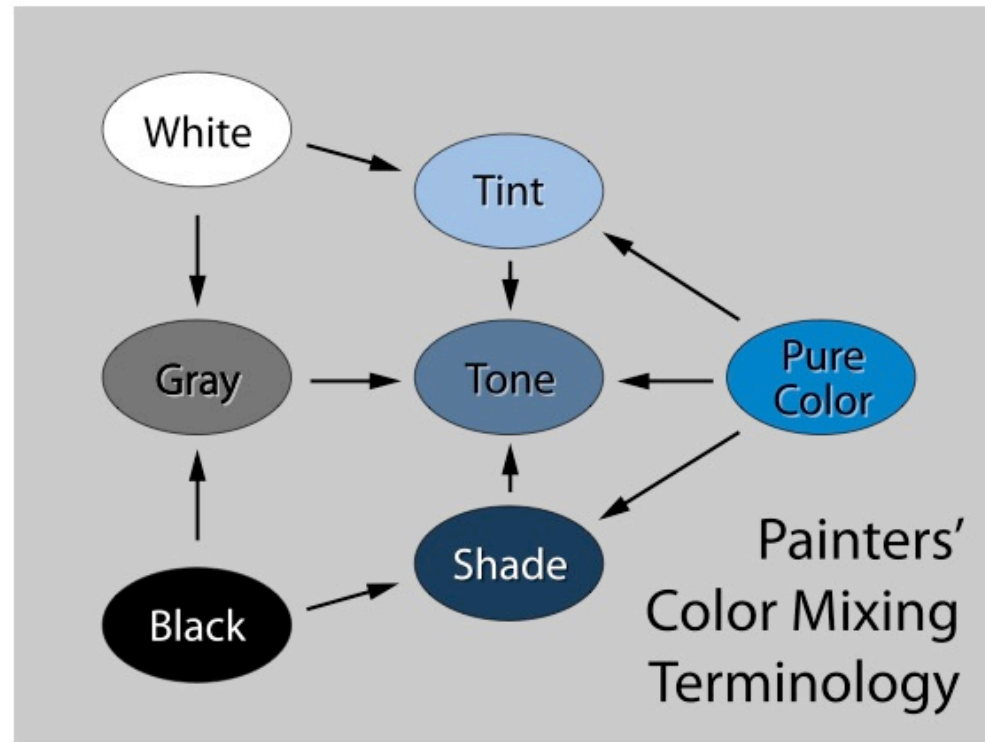 White
Tint
Gray
Tone
Pure
Color
Shade
Black
Painters’
Color Mixing
Terminology